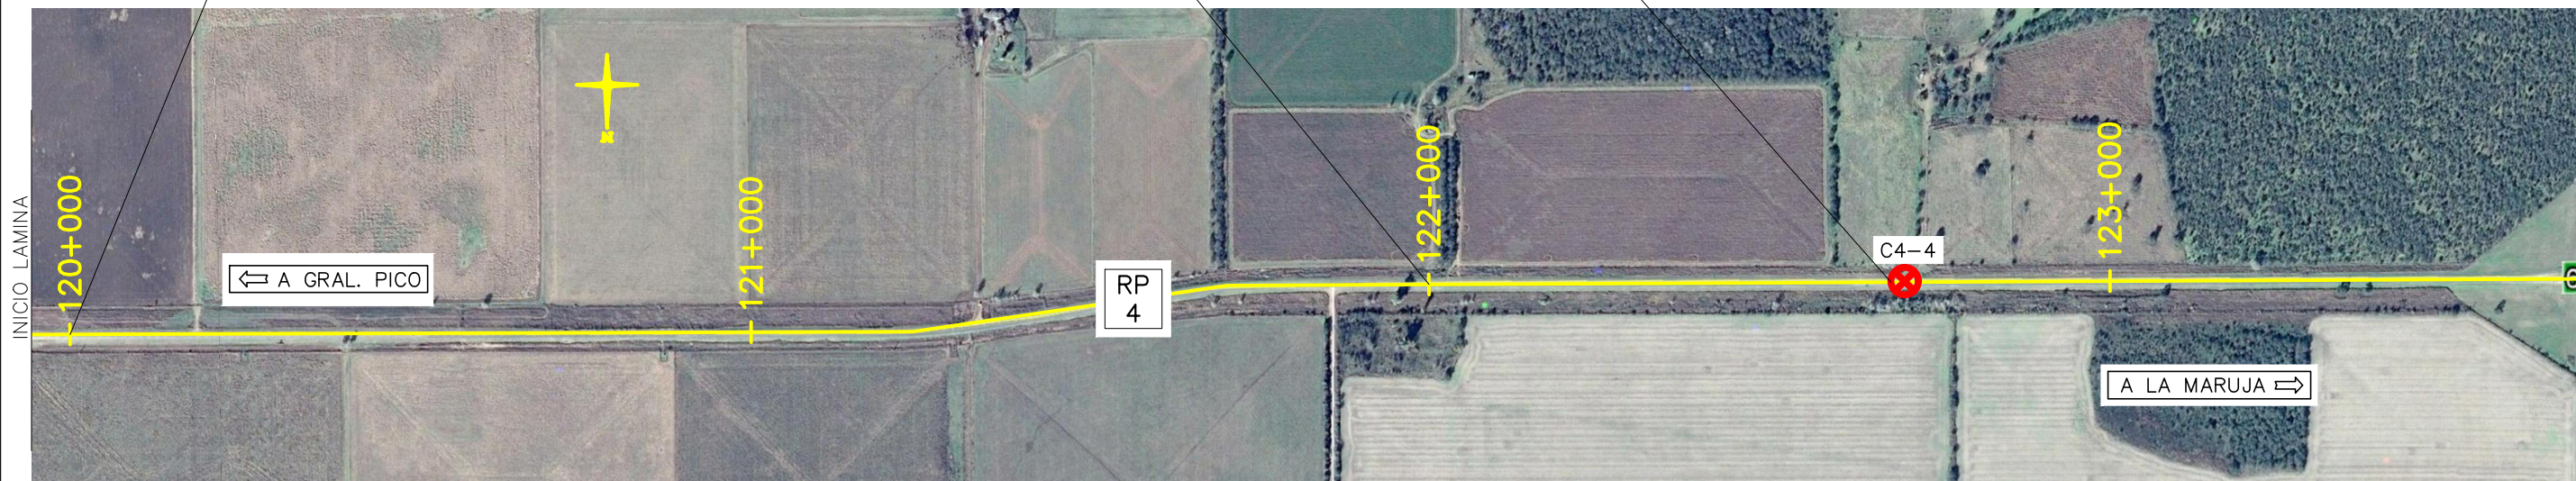 INICIO LAMINA
120+000
A GRAL. PICO
N
121+000
RP
4
122+000
C4-4
123+000
A LA MARUJA